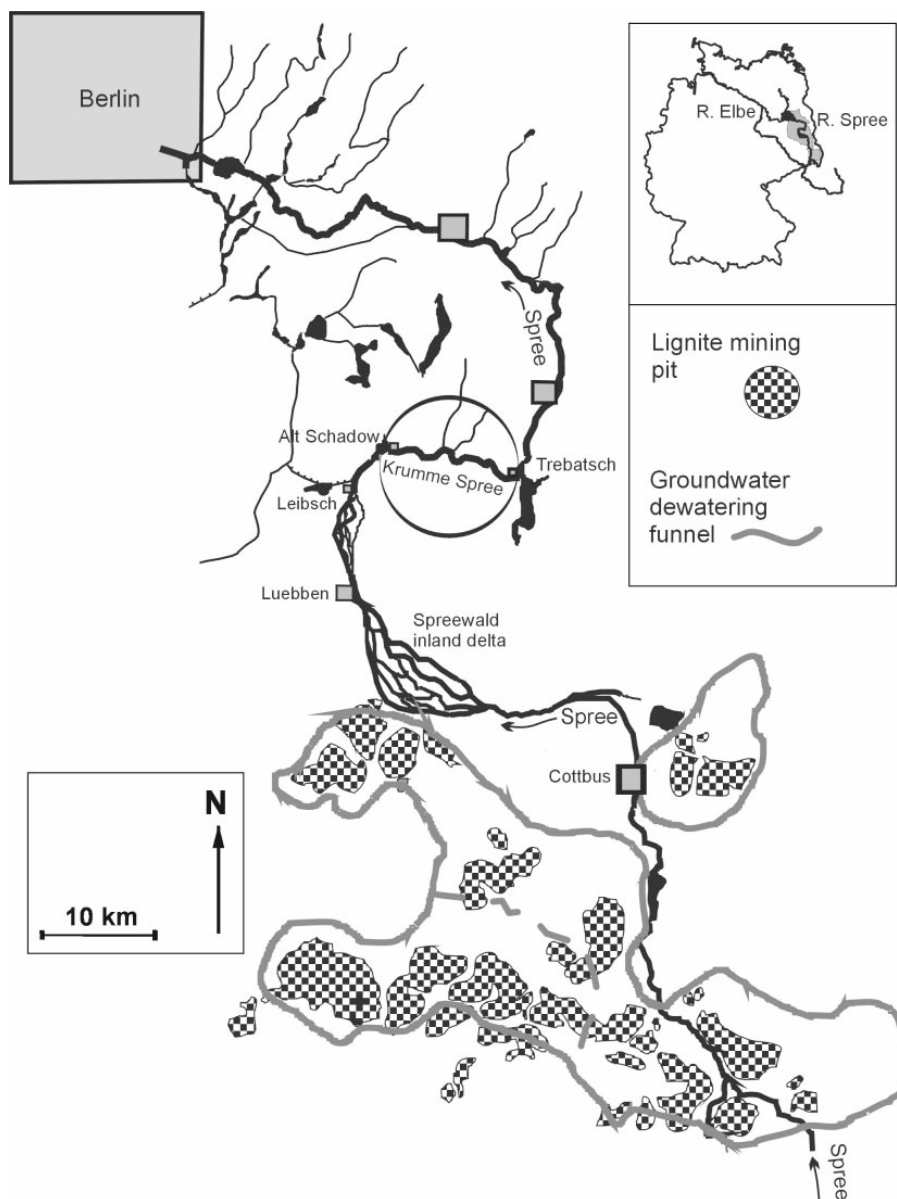 Berlin
R. Elbe
R. Spree
Spree
Lignite mining
pit
Alt Schadow
Krumme Spree
Trebatsch
Leibsch
Groundwater
dewatering
funnel
Luebben
Spreewald
inland delta
Spree
Cottbus
N
10 km
Spree